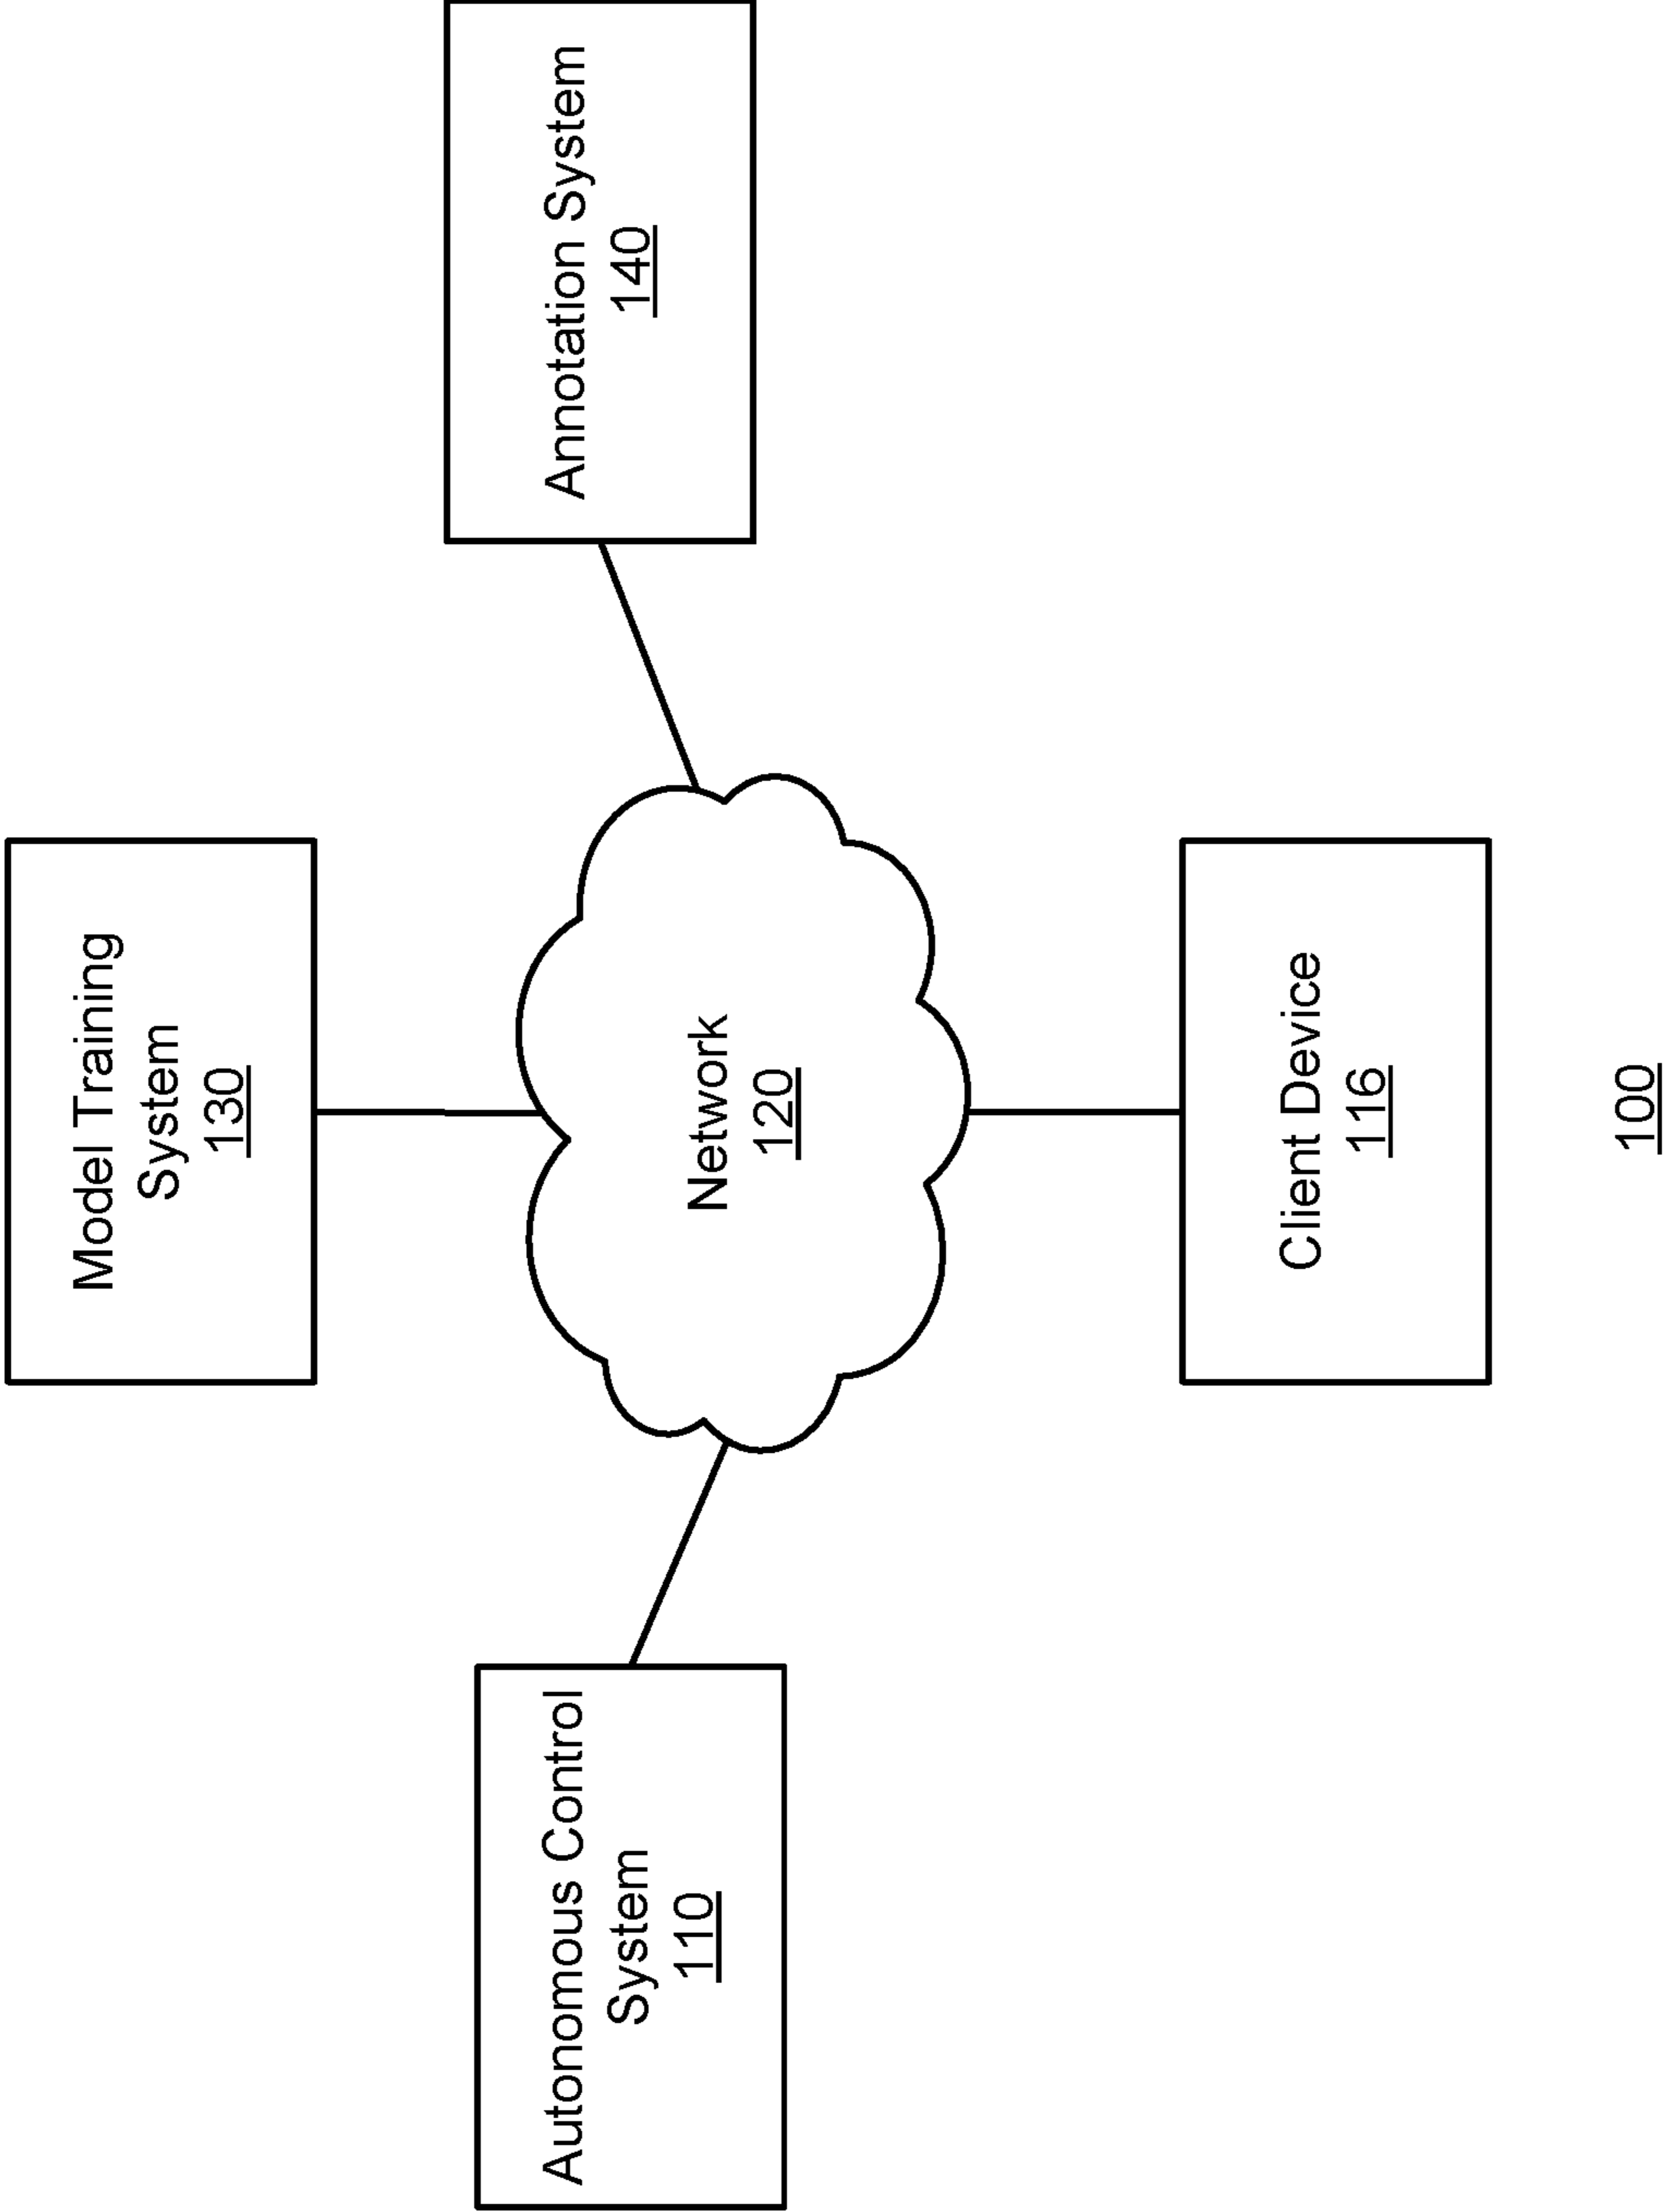 Model Training
System
130
Autonomous Control
System
110
Annotation System
140
Network
120
Client Device
116
100